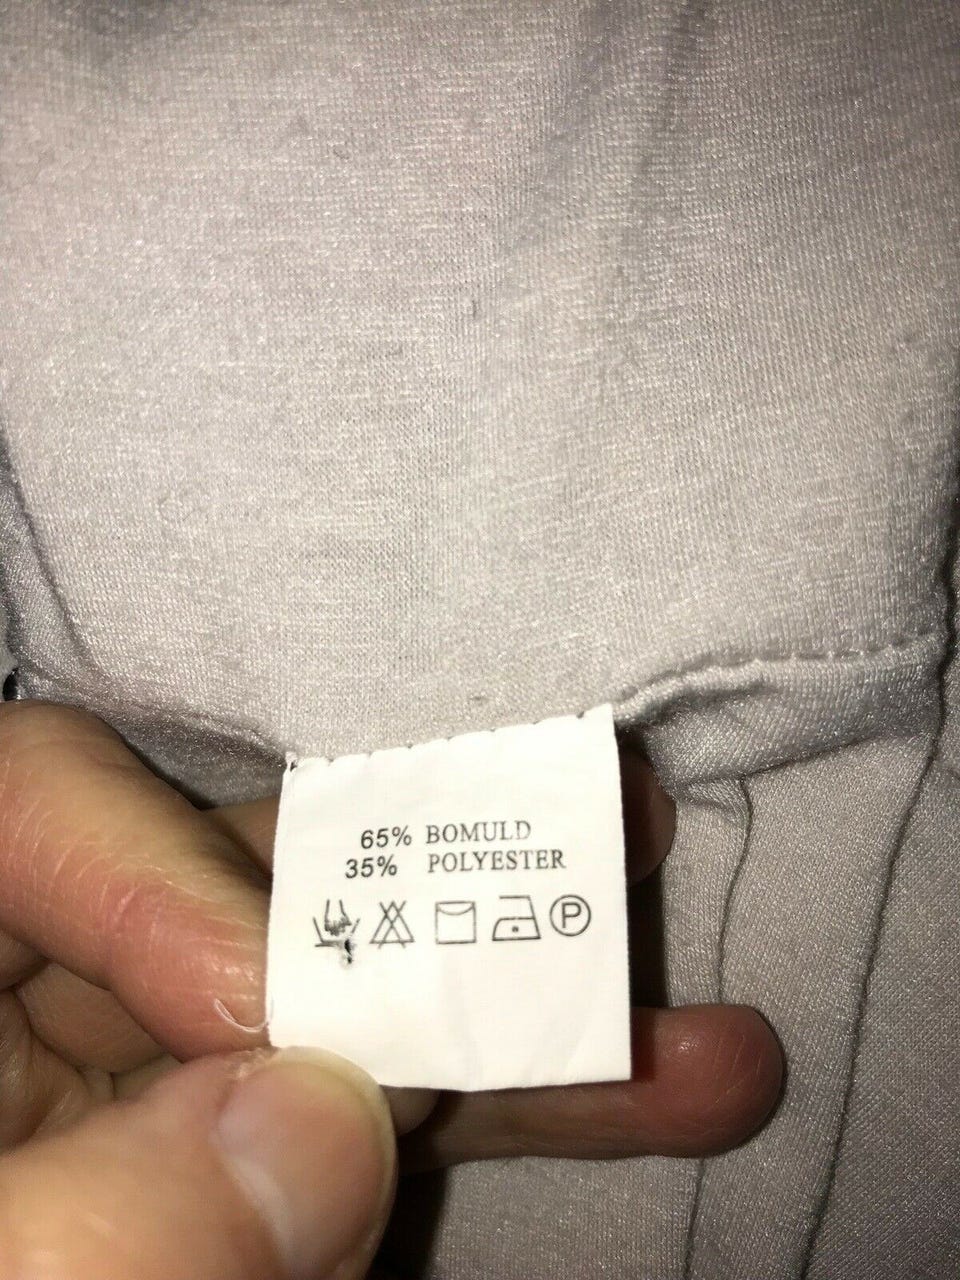 65% BOMULD
35% POLYESTER
P